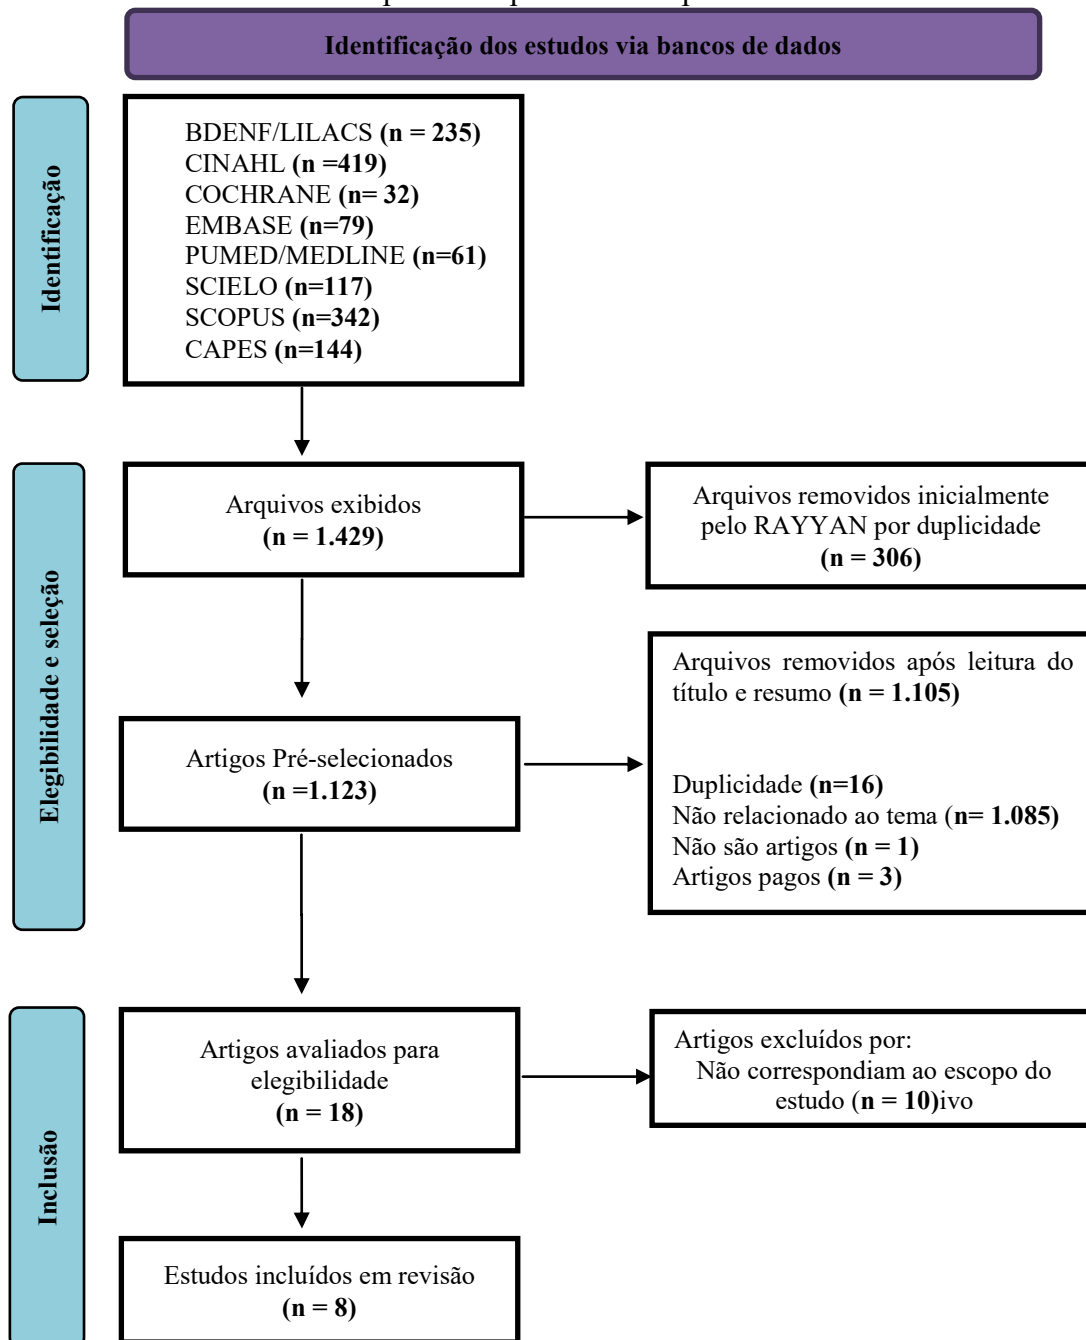 Identificação dos estudos via bancos de dados
Identificação
BDENF/LILACS (n = 235)
CINAHL (n =419)
COCHRANE (n= 32)
EMBASE (n=79)
PUMED/MEDLINE (n=61)
SCIELO (n=117)
SCOPUS (n=342)
CAPES (n=144)
Elegibilidade e seleção
Arquivos exibidos
(n = 1.429)
Arquivos removidos inicialmente
pelo RAYYAN por duplicidade
(n = 306)
Artigos Pré-selecionados
(n =1.123)
Arquivos removidos após leitura do
título e resumo (n = 1.105)
Duplicidade (n=16)
Não relacionado ao tema (n= 1.085)
Não são artigos (n = 1)
Artigos pagos (n = 3)
Inclusão
Artigos avaliados para
elegibilidade
(n = 18)
Artigos excluídos por:
Não correspondiam ao escopo do
estudo (n = 10)ivo
Estudos incluídos em revisão
(n = 8)